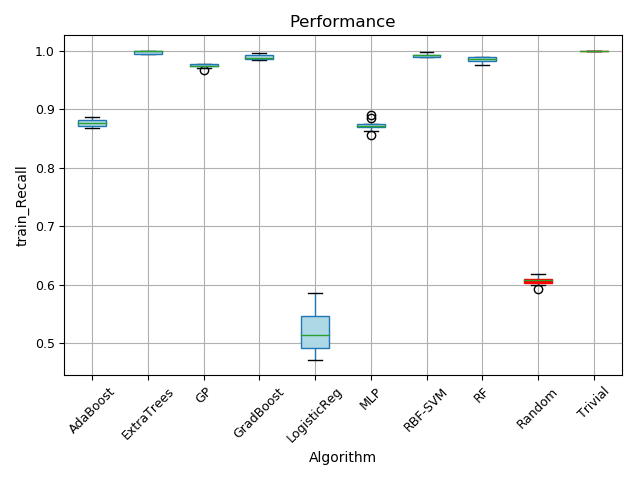 Performance
train_Recall
1.0
0.9
0.8
0.7
0.6
0.5
AdaBoost
ExtraTrees
GP
GradBoost
LogisticReg
MLP
RBF-SVM
RF
Random
Trivial
Algorithm